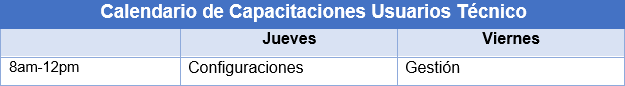 Calendario de Capacitaciones Usuarios Técnico
Jueves Viernes
8am-12pm Configuraciones Gestión